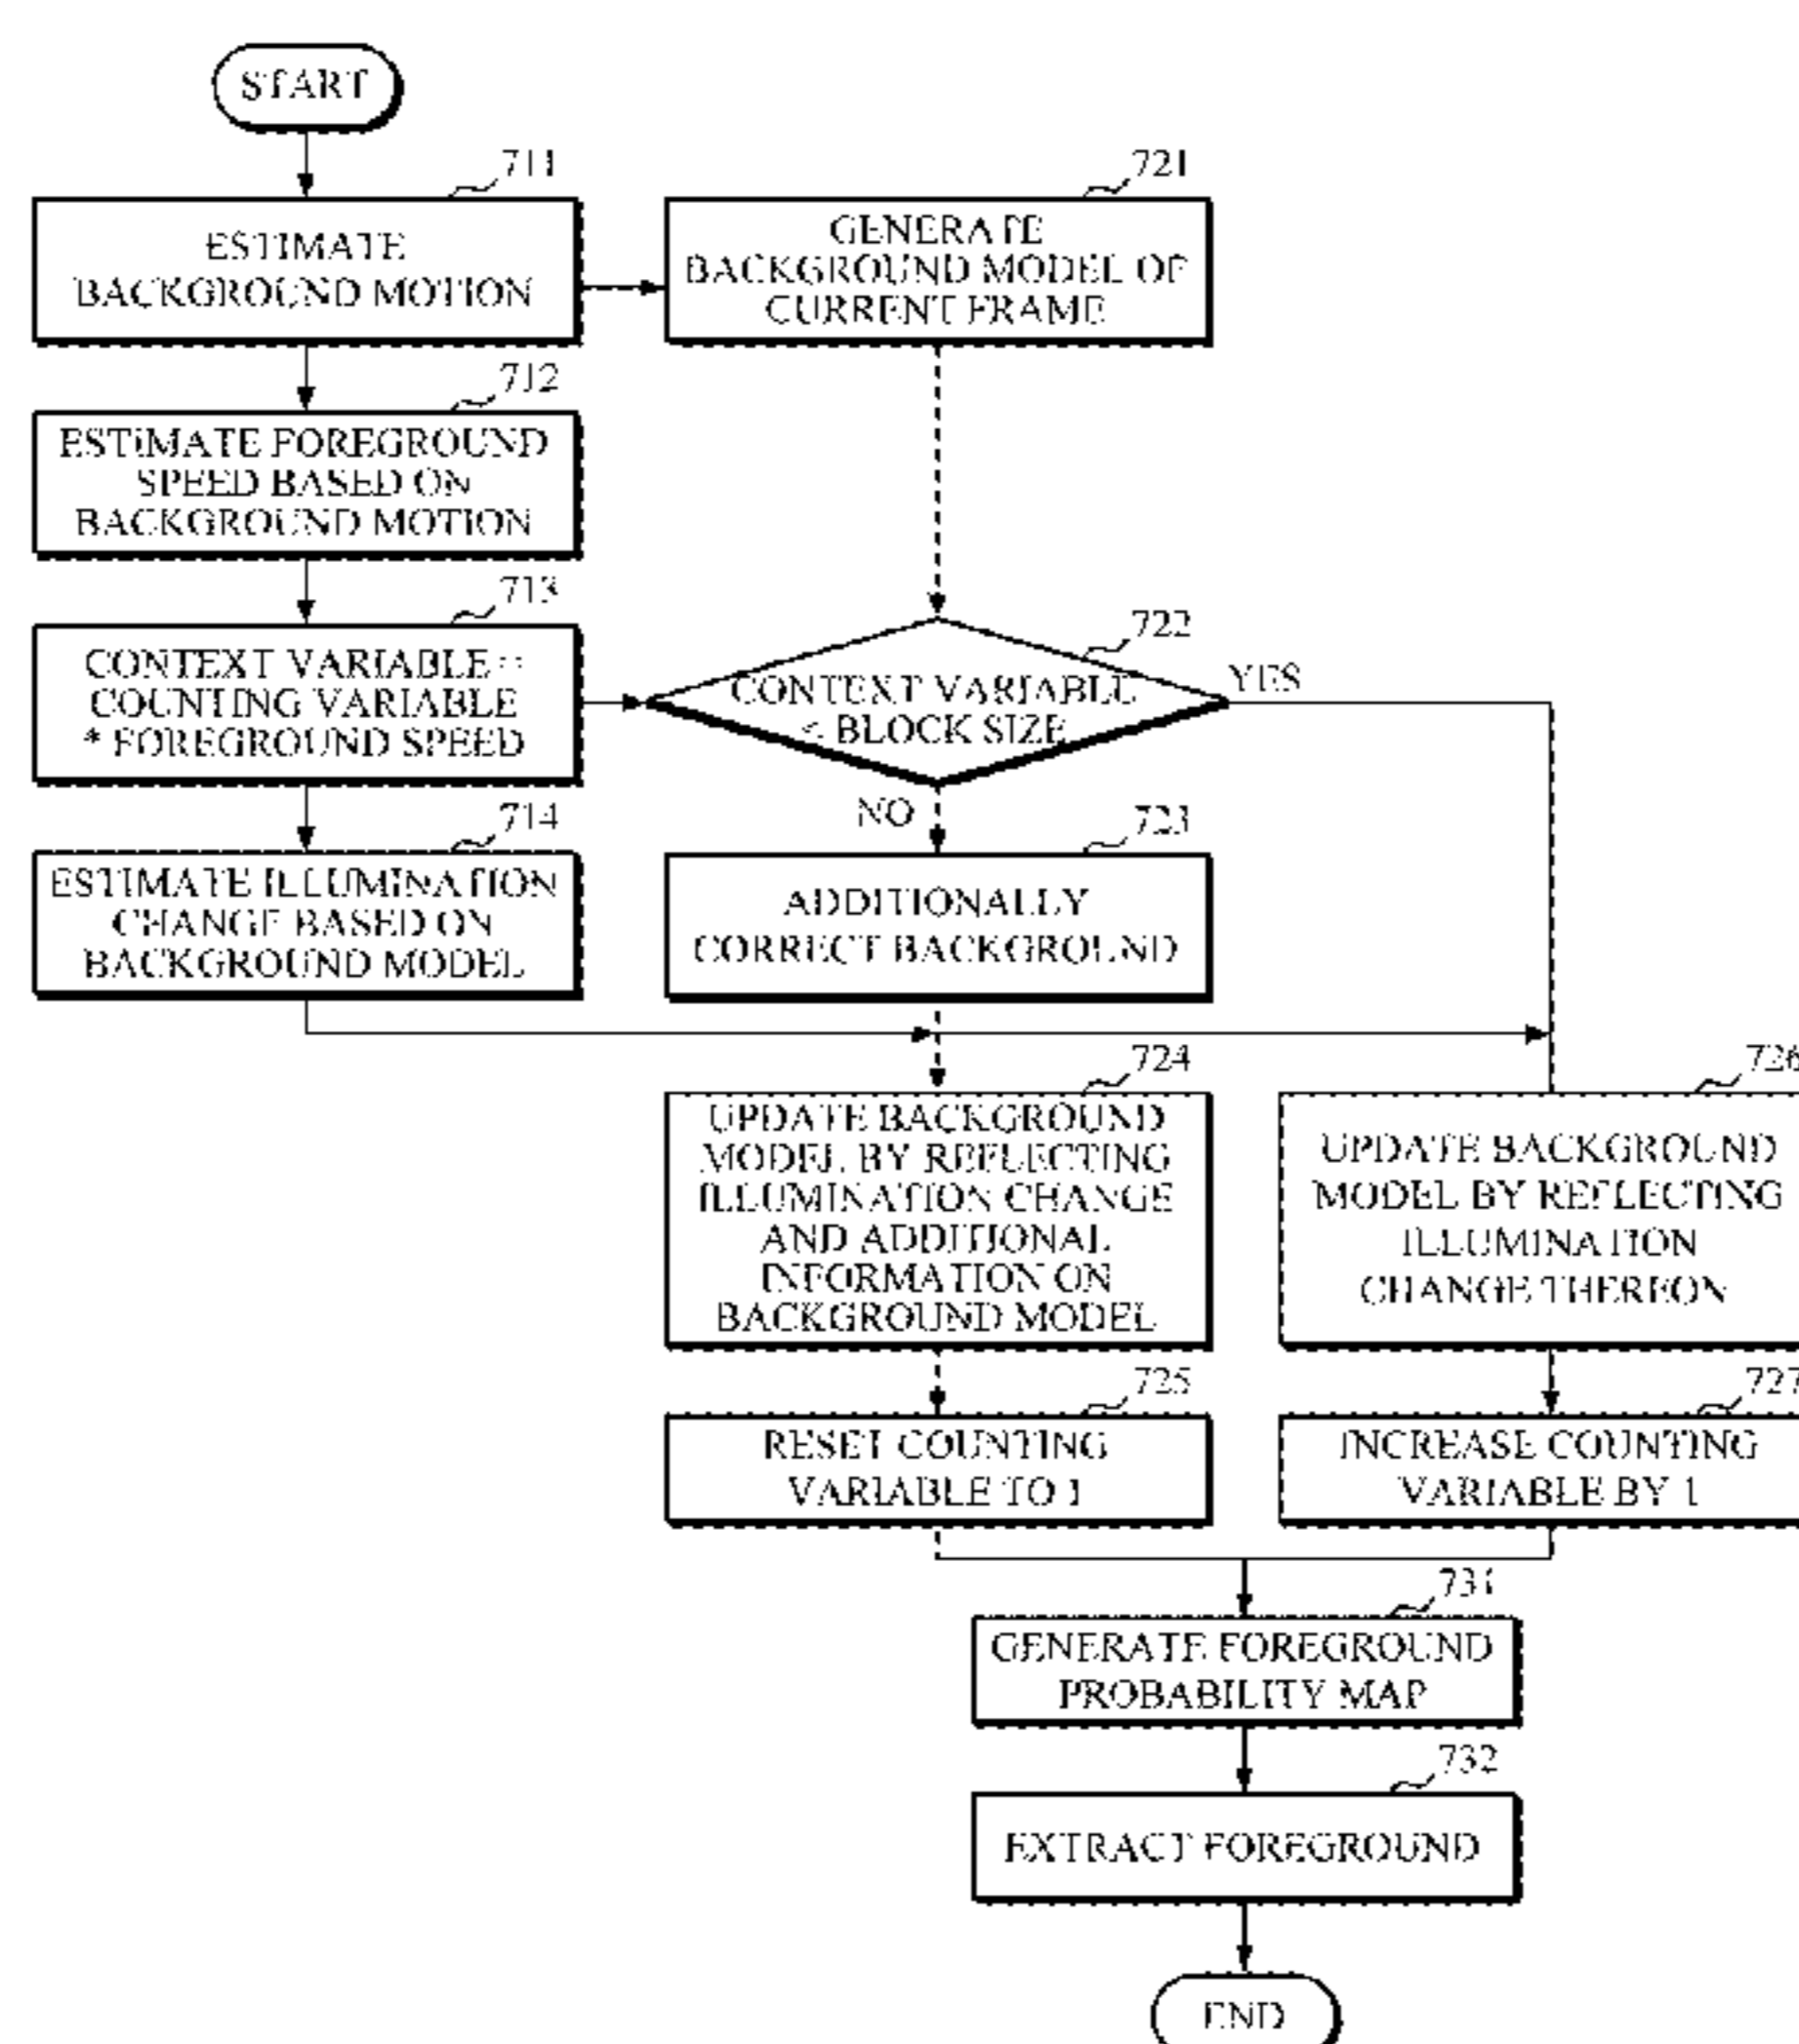 START
711
ESTIMATE
BACKGROUND MOTION
721
GENERATE
BACKGROUND MODEL OF
CURRENT FRAME
712
ESTIMATE FOREGROUND
SPEED BASED ON
BACKGROUND MOTION
713
CONTEXT VARIABLE =
COUNTING VARIABLE
* FOREGROUND SPEED
722
CONTEXT VARIABLE
< BLOCK SIZE
YES
NO
714
ESTIMATE ILLUMINATION
CHANGE BASED ON
BACKGROUND MODEL
723
ADDITIONALLY
CORRECT BACKGROUND
724
UPDATE BACKGROUND
MODEL BY REFLECTING
ILLUMINATION CHANGE
AND ADDITIONAL
INFORMATION ON
BACKGROUND MODEL
726
UPDATE BACKGROUND
MODEL BY REFLECTING
ILLUMINATION
CHANGE THEREON
725
RESET COUNTING
VARIABLE TO 1
727
INCREASE COUNTING
VARIABLE BY 1
731
GENERATE FOREGROUND
PROBABILITY MAP
732
EXTRACT FOREGROUND
END